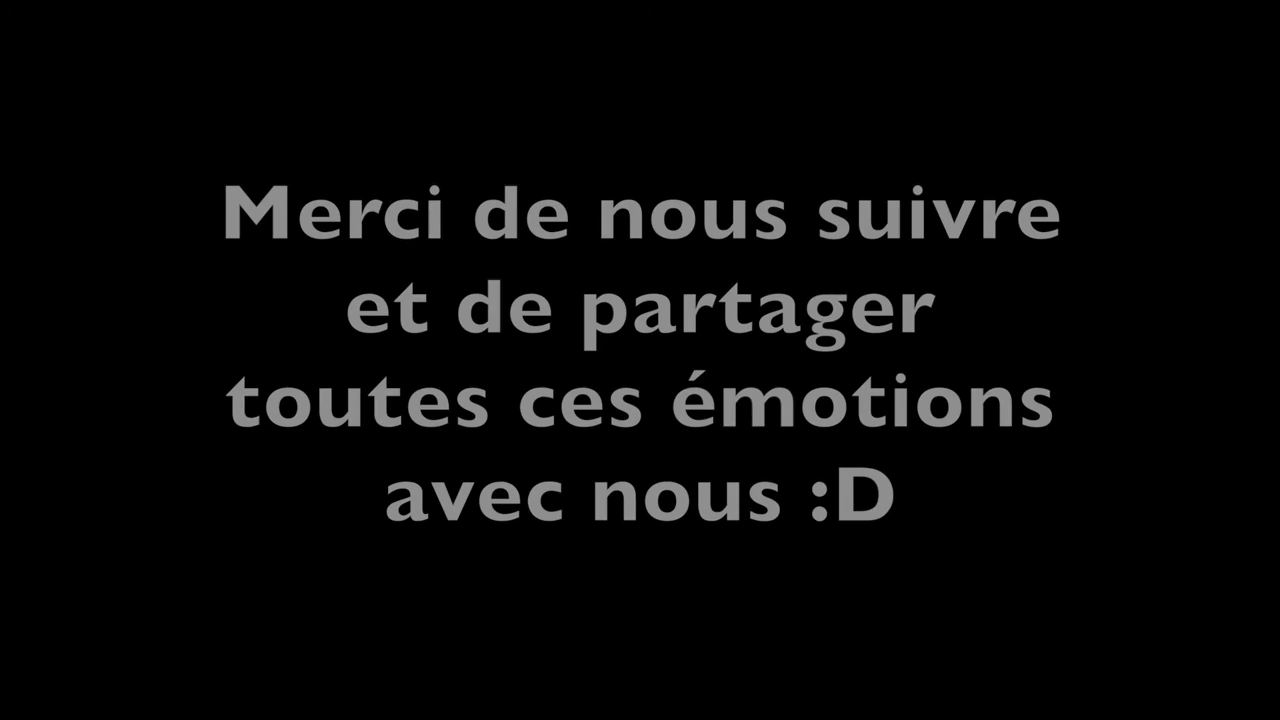 Merci de nous suivre
et de partager
toutes ces émotions
avec nous :D